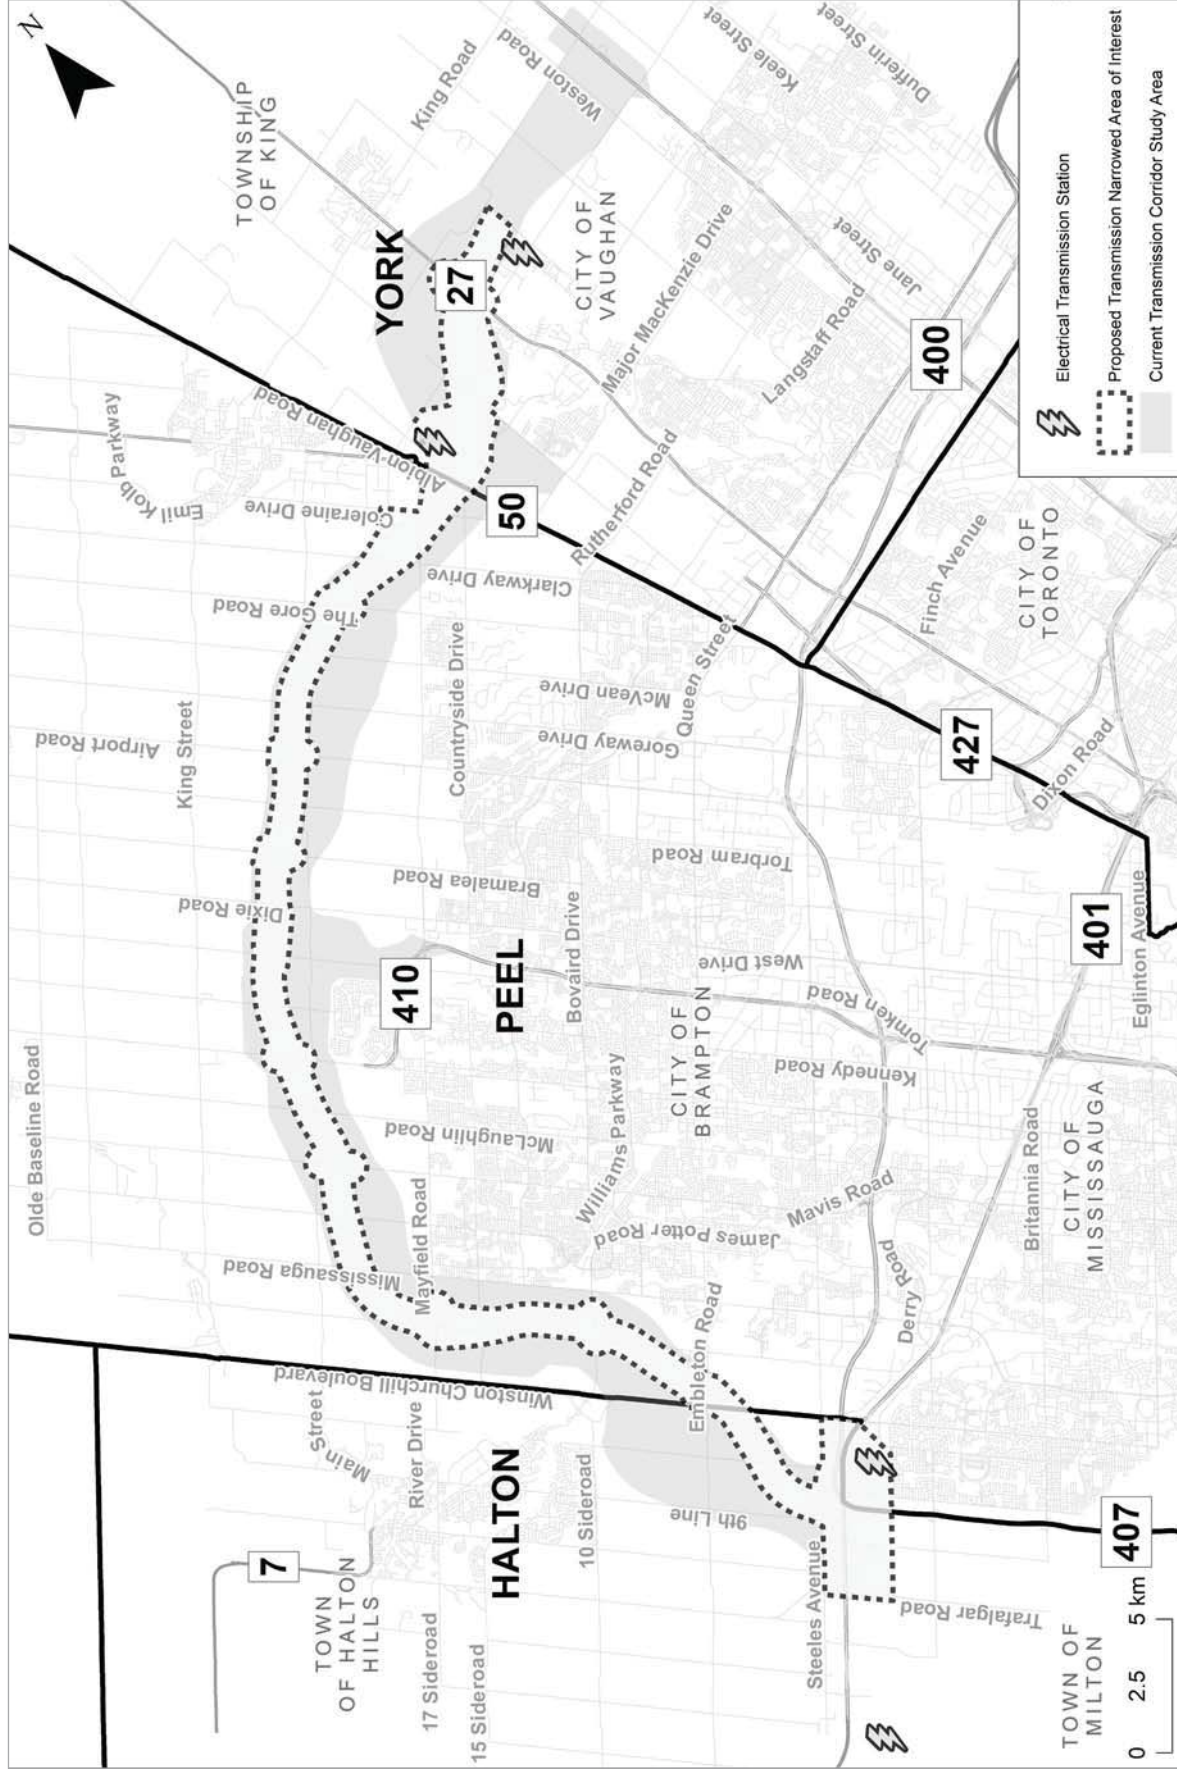 N
TOWNSHIP
OF KING
King Road
Weston Road
Keele Street
Dufferin Street
YORK
27
CITY OF
VAUGHAN
Major MacKenzie Drive
Jane Street
Langstaff Road
400
Rutherford Road
Emil Kolb Parkway
Albion-Vaughan Road
Coleraine Drive
50
Clarkway Drive
The Gore Road
Countryside Drive
McVean Drive
Queen Street
Goreway Drive
Airport Road
King Street
Finch Avenue
CITY OF
TORONTO
427
Dixon Road
Torbram Road
Bramalea Road
Dixie Road
401
Eglinton Avenue
410
PEEL
Bovaird Drive
West Drive
Tomken Road
CITY OF
BRAMPTON
Kennedy Road
Olde Baseline Road
McLaughlin Road
Williams Parkway
Mavis Road
James Potter Road
Britannia Road
CITY OF
MISSISSAUGA
Mississauga Road
Mayfield Road
Embleton Road
Derry Road
Winston Churchill Boulevard
Main Street
River Drive
HALTON
10 Sideroad
9th Line
7
TOWN
OF HALTON
HILLS
17 Sideroad
15 Sideroad
Steeles Avenue
Trafalgar Road
407
TOWN OF
MILTON
0 2.5 5 km
Electrical Transmission Station
Proposed Transmission Narrowed Area of Interest
Current Transmission Corridor Study Area